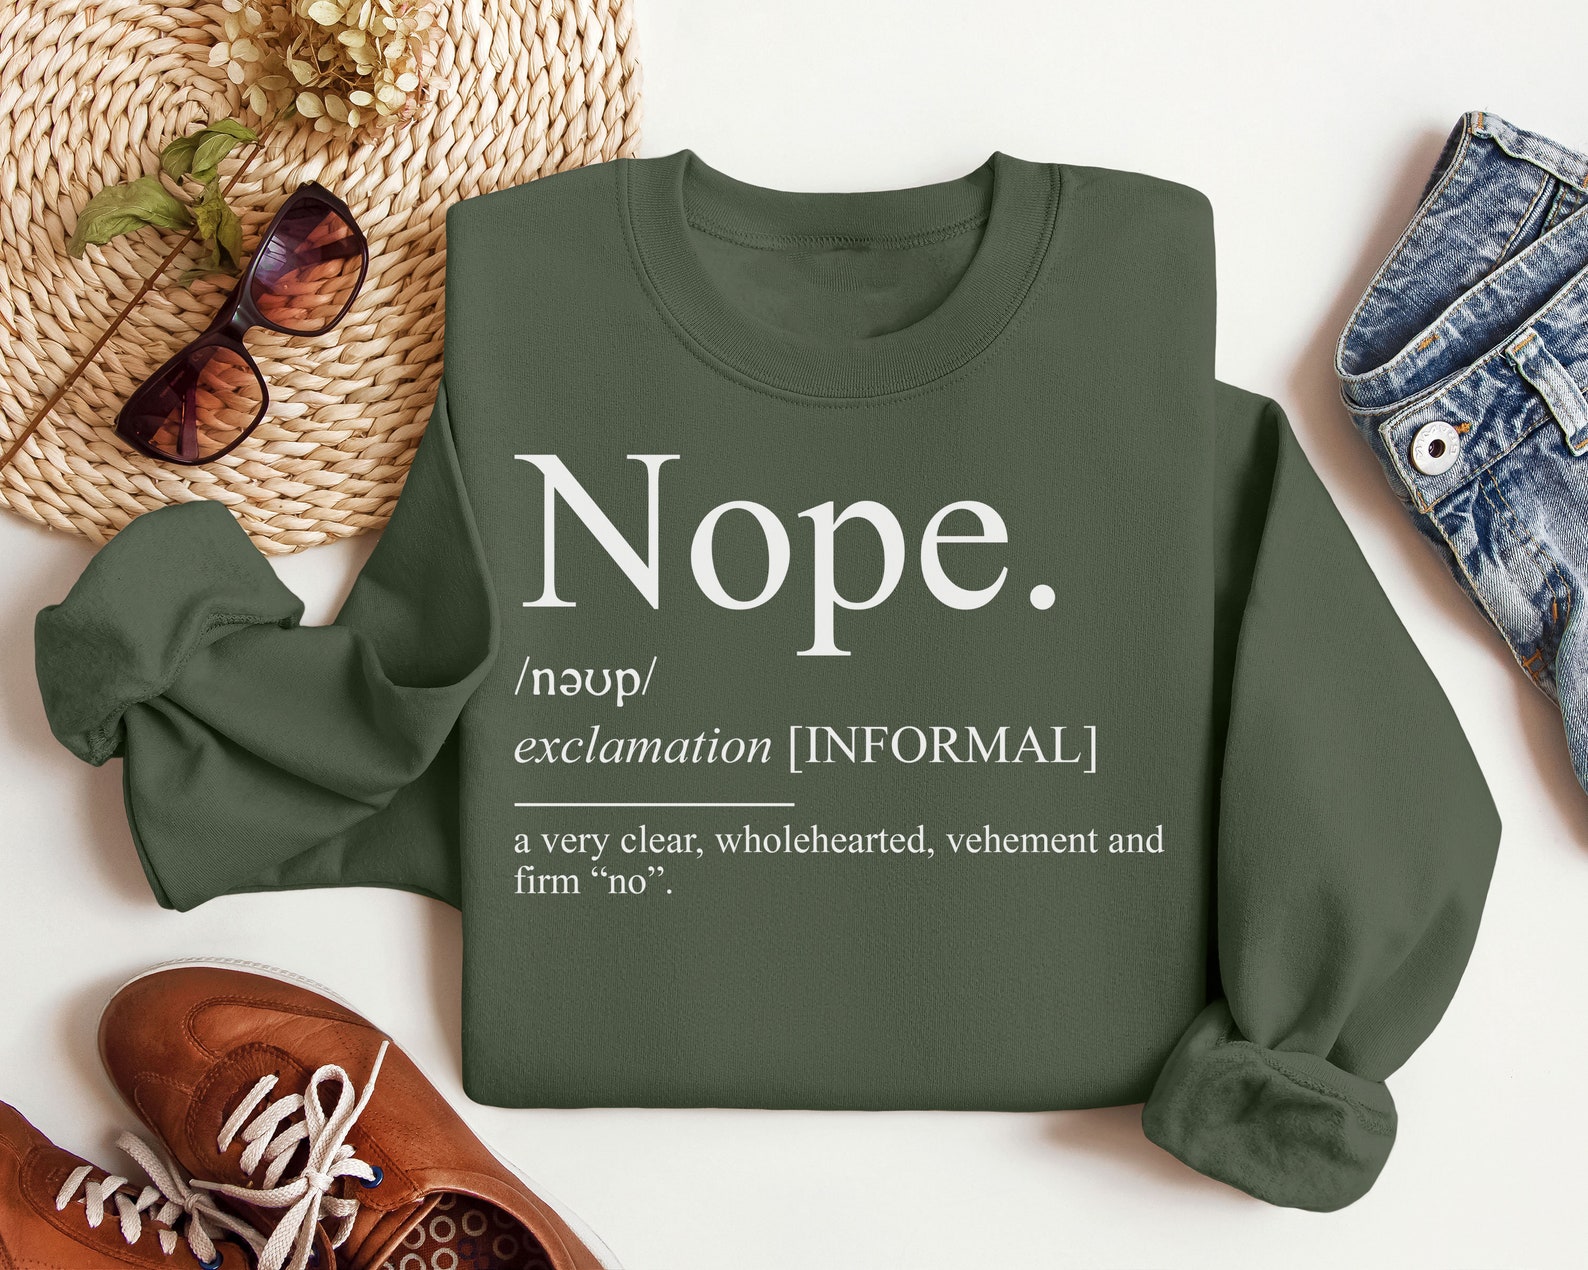 Nope.
/nəʊp/
exclamation [INFORMAL]
a very clear, wholehearted, vehement and
firm “no”.